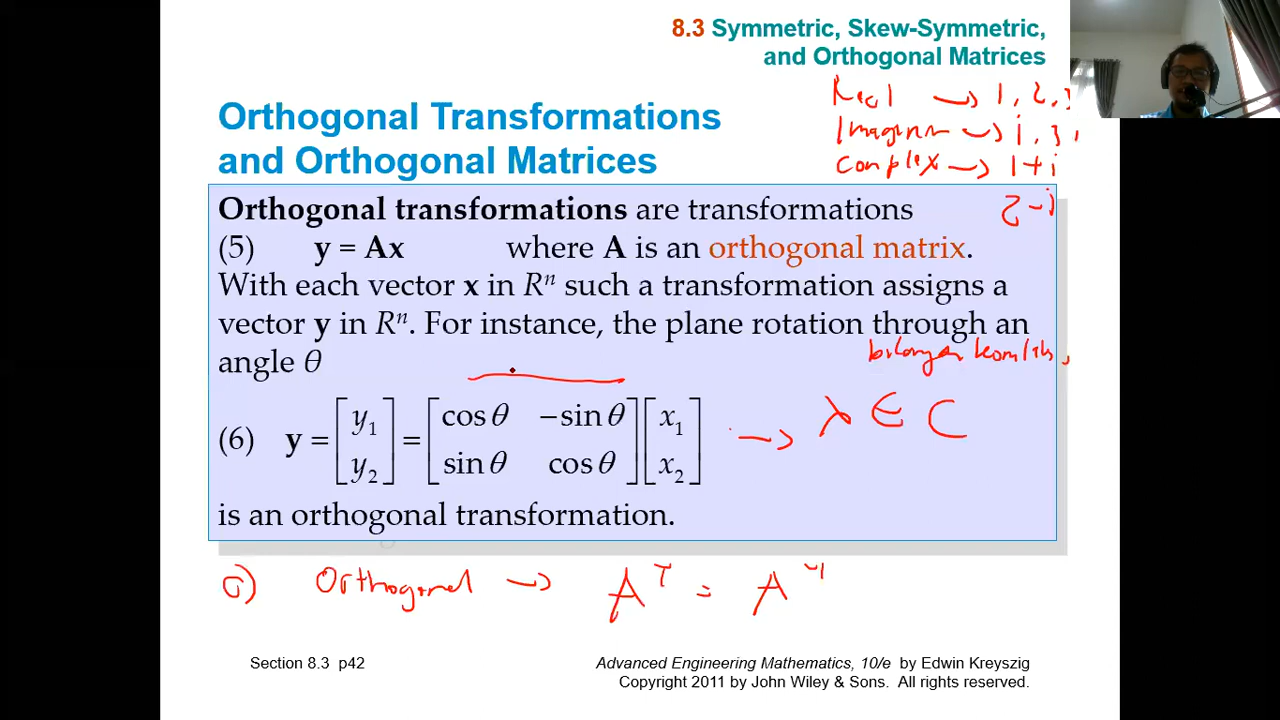 8.3 Symmetric, Skew-Symmetric,
and Orthogonal Matrices
Real → 1, 2, 3
→ i, 3,
complex → 1+i
2-i
Orthogonal Transformations
and Orthogonal Matrices
Orthogonal transformations are transformations
(5) y = Ax where A is an orthogonal matrix.
With each vector x in Rⁿ such a transformation assigns a
vector y in Rⁿ. For instance, the plane rotation through an
angle θ
bilangan
(6) y = [y₁ y₂] = [cos θ −sin θ sin θ cos θ] [x₁ x₂] → λ ∈ C
is an orthogonal transformation.
Orthogonal → Aᵀ = A⁻¹
Section 8.3 p42
Advanced Engineering Mathematics, 10/e by Edwin Kreyszig
Copyright 2011 by John Wiley & Sons. All rights reserved.